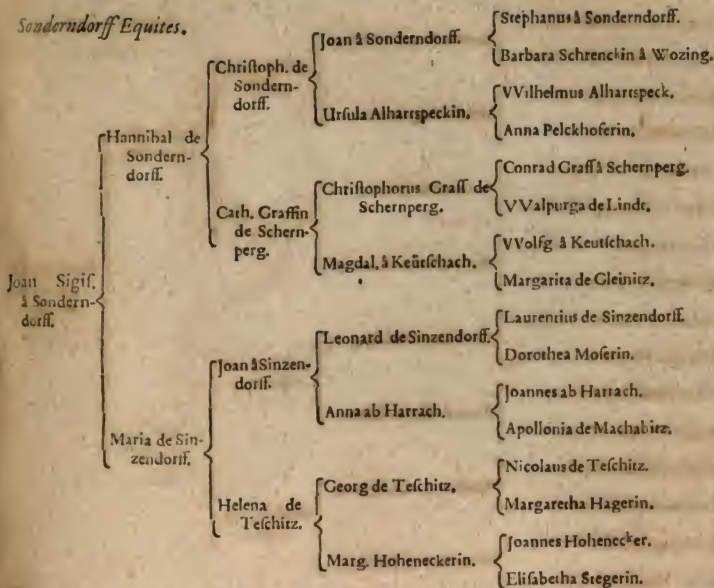 Sonderndorff Equites.
Joan Sigiſ.
â Sondern-
dorff.
Hannibal de
Sondern-
dorff.
Maria de Sin-
zendorff.
Chriſtoph. de
Sondern-
dorff.
Cath. Graffin
de Schern-
perg.
Joan â Sinzen-
dorff.
Helena de
Teſchitz.
Joan â Sonderndorff.
Urſula Alhartspeckin.
Chriſtophorus Graff de
Schernperg.
Magdal. â Keütſchach.
Leonard de Sinzendorff.
Anna ab Harrach.
Georg de Teſchitz.
Marg. Hoheneckerin.
Stephanus â Sonderndorff.
Barbara Schrenckin â Wozing.
VVilhelmus Alhartspeck.
Anna Pelckhoferin.
Conrad Graff â Schernperg.
VValpurga de Lindt.
VVolfg â Keutſchach.
Margarita de Gleinitz.
Laurentius de Sinzendorff.
Dorothea Moſerin.
Joannes ab Harrach.
Apollonia de Machabitz.
Nicolaus de Teſchitz.
Margaretha Hagerin.
Joannes Hohenecker.
Eliſabetha Stegerin.